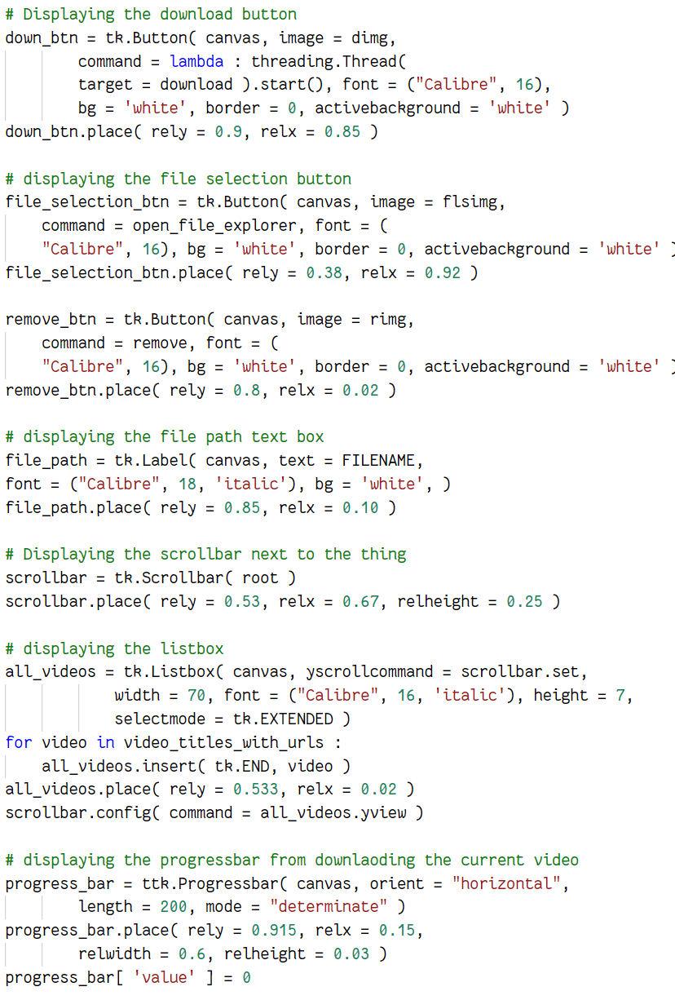 # Displaying the download button
down_btn = tk.Button( canvas, image = dimg,
        command = lambda : threading.Thread(
        target = download ).start(), font = ("Calibre", 16),
        bg = 'white', border = 0, activebackground = 'white' )
down_btn.place( rely = 0.9, relx = 0.85 )

# displaying the file selection button
file_selection_btn = tk.Button( canvas, image = flsimg,
    command = open_file_explorer, font = (
    "Calibre", 16), bg = 'white', border = 0, activebackground = 'white' )
file_selection_btn.place( rely = 0.38, relx = 0.92 )

remove_btn = tk.Button( canvas, image = rimg,
    command = remove, font = (
    "Calibre", 16), bg = 'white', border = 0, activebackground = 'white' )
remove_btn.place( rely = 0.8, relx = 0.02 )

# displaying the file path text box
file_path = tk.Label( canvas, text = FILENAME,
font = ("Calibre", 18, 'italic'), bg = 'white', )
file_path.place( rely = 0.85, relx = 0.10 )

# Displaying the scrollbar next to the thing
scrollbar = tk.Scrollbar( root )
scrollbar.place( rely = 0.53, relx = 0.67, relheight = 0.25 )

# displaying the listbox
all_videos = tk.Listbox( canvas, yscrollcommand = scrollbar.set,
            width = 70, font = ("Calibre", 16, 'italic'), height = 7,
            selectmode = tk.EXTENDED )
for video in video_titles_with_urls :
    all_videos.insert( tk.END, video )
all_videos.place( rely = 0.533, relx = 0.02 )
scrollbar.config( command = all_videos.yview )

# displaying the progressbar from downlaoding the current video
progress_bar = ttk.Progressbar( canvas, orient = "horizontal",
        length = 200, mode = "determinate" )
progress_bar.place( rely = 0.915, relx = 0.15,
        relwidth = 0.6, relheight = 0.03 )
progress_bar[ 'value' ] = 0